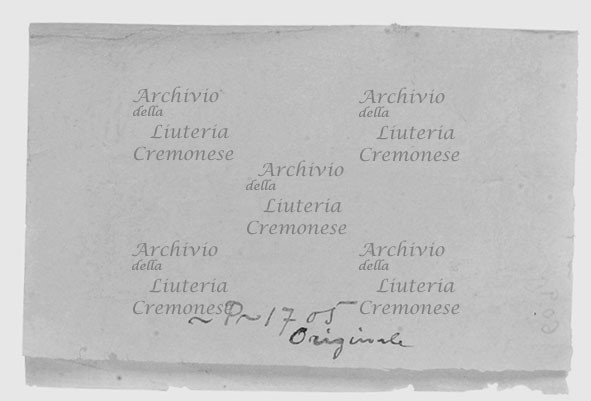 Archivio
della
Liuteria
Cremonese
Archivio
della
Liuteria
Cremonese
Archivio
della
Liuteria
Cremonese
Archivio
della
Liuteria
Cremonese
Archivio
della
Liuteria
Cremonese
~ P ~ 1705
Originale